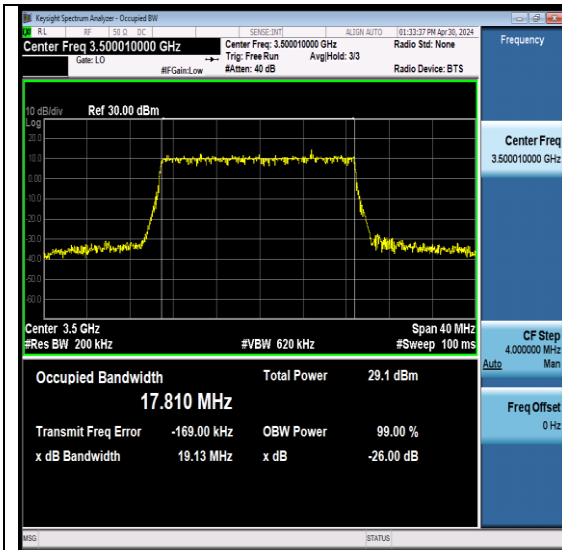 Keysight Spectrum Analyzer - Occupied BW
RL RF 50 Ω DC SENSE:INT ALIGN AUTO 01:33:37 PM Apr 30, 2024
Center Freq 3.500010000 GHz
Gate: LO
#IFGain:Low
Center Freq: 3.500010000 GHz
Trig: Free Run Avg|Hold: 3/3
#Atten: 40 dB
Radio Std: None
Radio Device: BTS
10 dB/div Ref 30.00 dBm
Log
20.0
10.0
0.00
-10.0
-20.0
-30.0
-40.0
-50.0
-60.0
Center 3.5 GHz Span 40 MHz
#Res BW 200 kHz #VBW 620 kHz #Sweep 100 ms
Occupied Bandwidth Total Power 29.1 dBm
17.810 MHz
Transmit Freq Error -169.00 kHz OBW Power 99.00 %
x dB Bandwidth 19.13 MHz x dB -26.00 dB
MSG STATUS
Frequency
Center Freq
3.500010000 GHz
CF Step
4.000000 MHz
Auto Man
Freq Offset
0 Hz